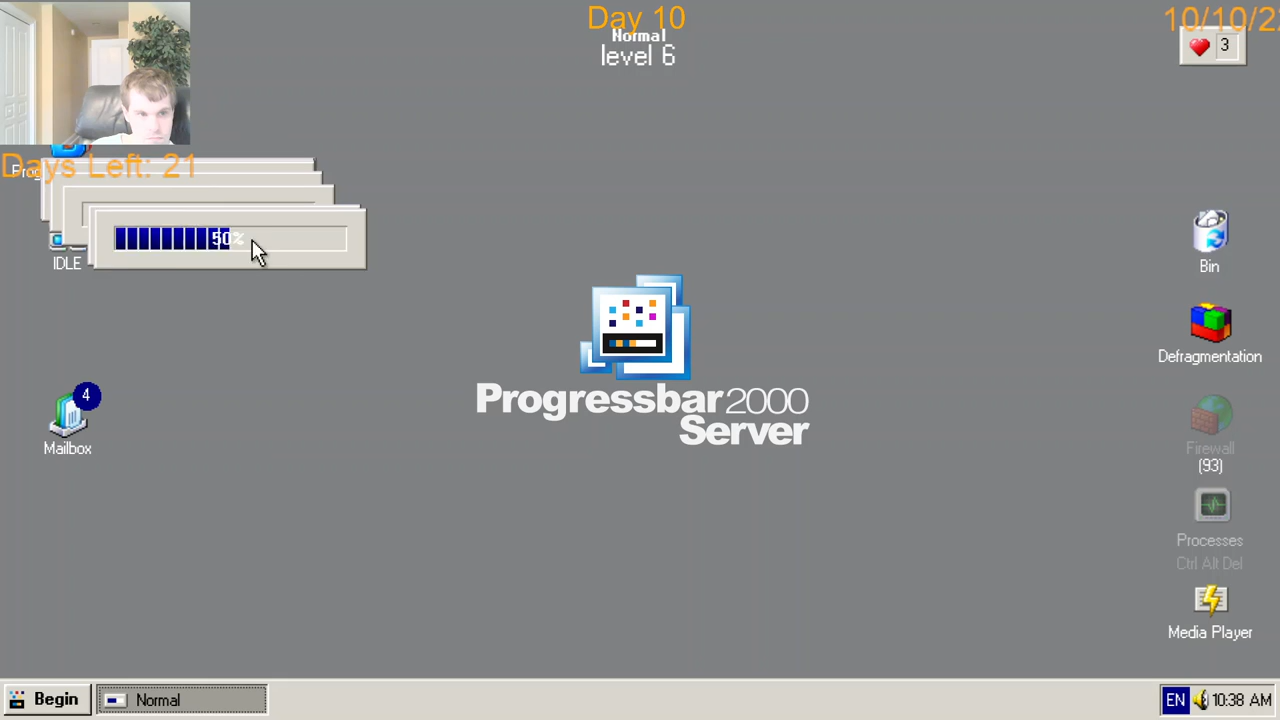 Day 10
10/10/2
Normal
level 6
3
Days Left: 21
Prog
50%
IDLE
Bin
Defragmentation
4
Mailbox
Progressbar2000
Server
Firewall
(93)
Processes
Ctrl Alt Del
Media Player
Begin
Normal
EN
10:38 AM